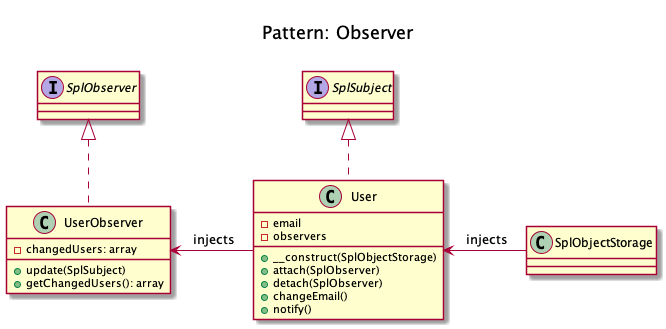 Pattern: Observer
I SplObserver
I SplSubject
C UserObserver
changedUsers: array
update(SplSubject)
getChangedUsers(): array
injects
C User
email
observers
__construct(SplObjectStorage)
attach(SplObserver)
detach(SplObserver)
changeEmail()
notify()
injects
C SplObjectStorage